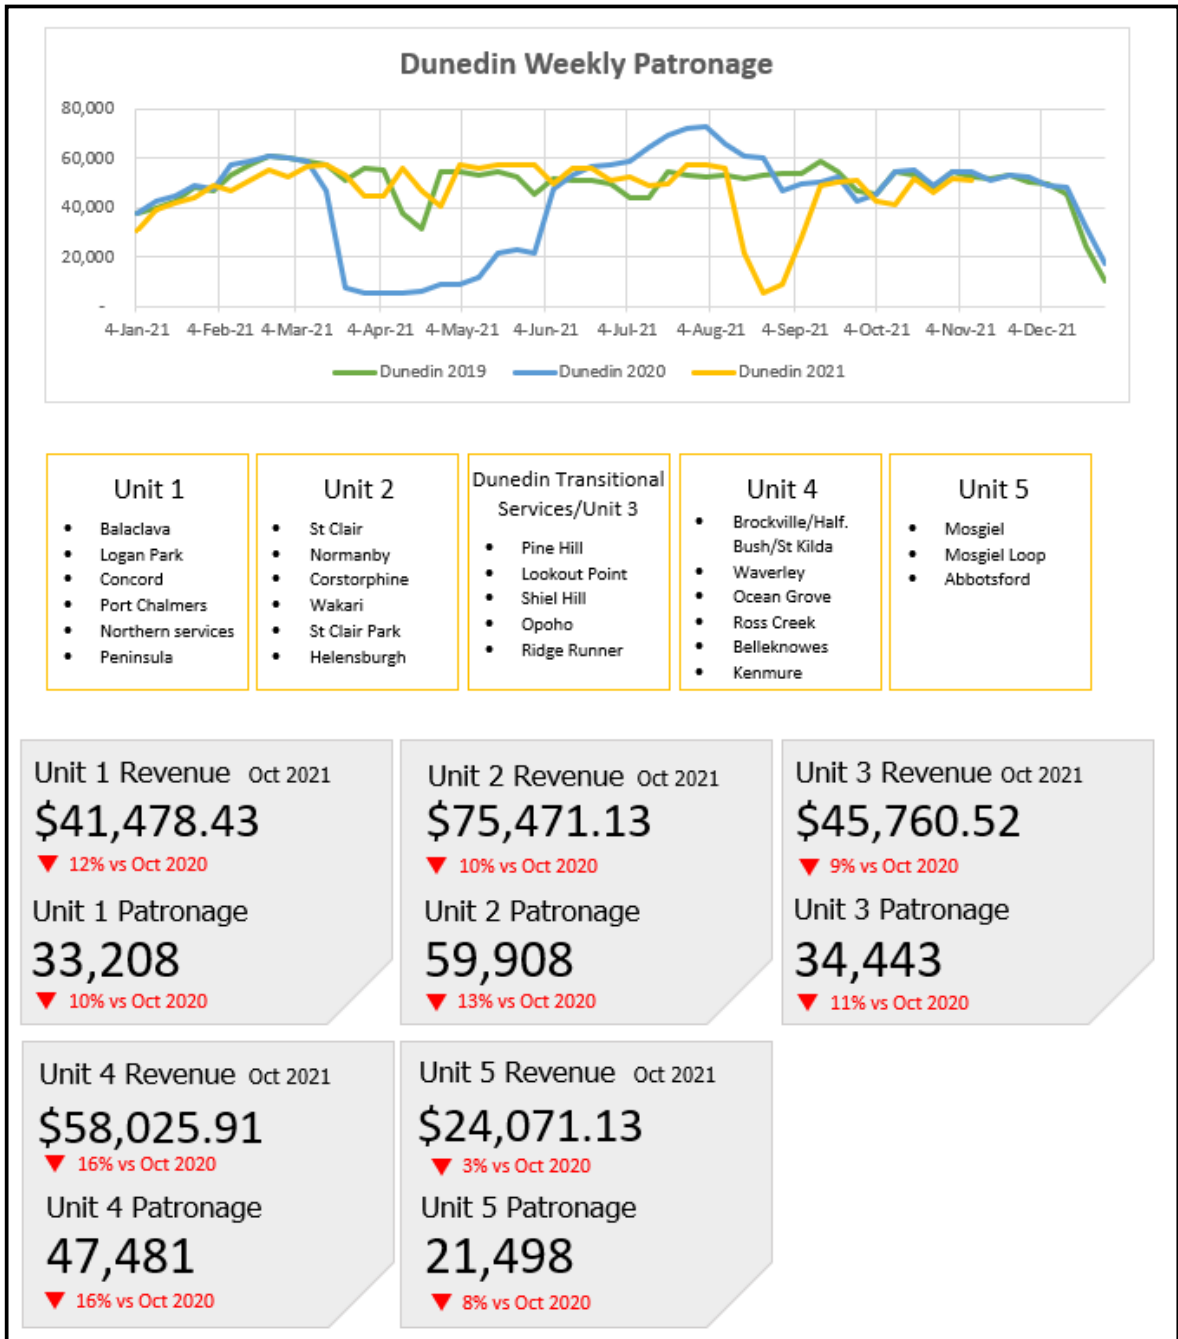 Dunedin Weekly Patronage
80,000
60,000
40,000
20,000
-
4-Jan-21 4-Feb-21 4-Mar-21 4-Apr-21 4-May-21 4-Jun-21 4-Jul-21 4-Aug-21 4-Sep-21 4-Oct-21 4-Nov-21 4-Dec-21
Dunedin 2019 Dunedin 2020 Dunedin 2021
Unit 1
• Balaclava
• Logan Park
• Concord
• Port Chalmers
• Northern services
• Peninsula
Unit 2
• St Clair
• Normanby
• Corstorphine
• Wakari
• St Clair Park
• Helensburgh
Dunedin Transitional
Services/Unit 3
• Pine Hill
• Lookout Point
• Shiel Hill
• Opoho
• Ridge Runner
Unit 4
• Brockville/Half.
Bush/St Kilda
• Waverley
• Ocean Grove
• Ross Creek
• Belleknowes
• Kenmure
Unit 5
• Mosgiel
• Mosgiel Loop
• Abbotsford
Unit 1 Revenue Oct 2021
$41,478.43
▼ 12% vs Oct 2020
Unit 1 Patronage
33,208
▼ 10% vs Oct 2020
Unit 2 Revenue Oct 2021
$75,471.13
▼ 10% vs Oct 2020
Unit 2 Patronage
59,908
▼ 13% vs Oct 2020
Unit 3 Revenue Oct 2021
$45,760.52
▼ 9% vs Oct 2020
Unit 3 Patronage
34,443
▼ 11% vs Oct 2020
Unit 4 Revenue Oct 2021
$58,025.91
▼ 16% vs Oct 2020
Unit 4 Patronage
47,481
▼ 16% vs Oct 2020
Unit 5 Revenue Oct 2021
$24,071.13
▼ 3% vs Oct 2020
Unit 5 Patronage
21,498
▼ 8% vs Oct 2020